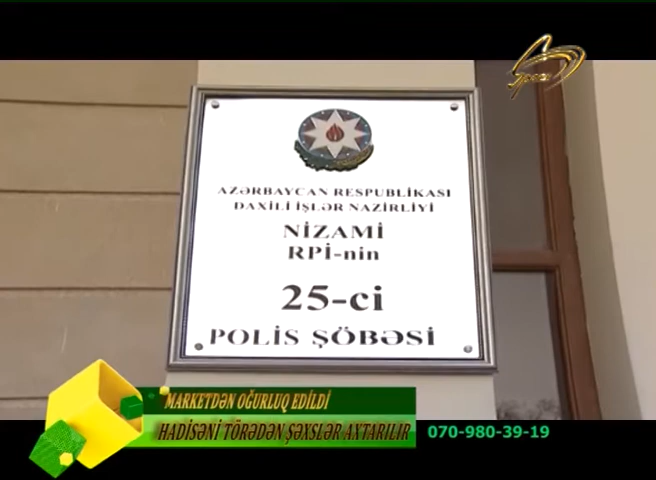 Space
AZƏRBAYCAN RESPUBLİKASI
DAXİLİ İŞLƏR NAZİRLİYİ
NİZAMİ
RPİ-nin
25-ci
POLİS ŞÖBƏSİ
MARKETDƏN OĞURLUQ EDİLDİ
HADİSƏNİ TÖRƏDƏN ŞƏXSLƏR AXTARILIR
070-980-39-19